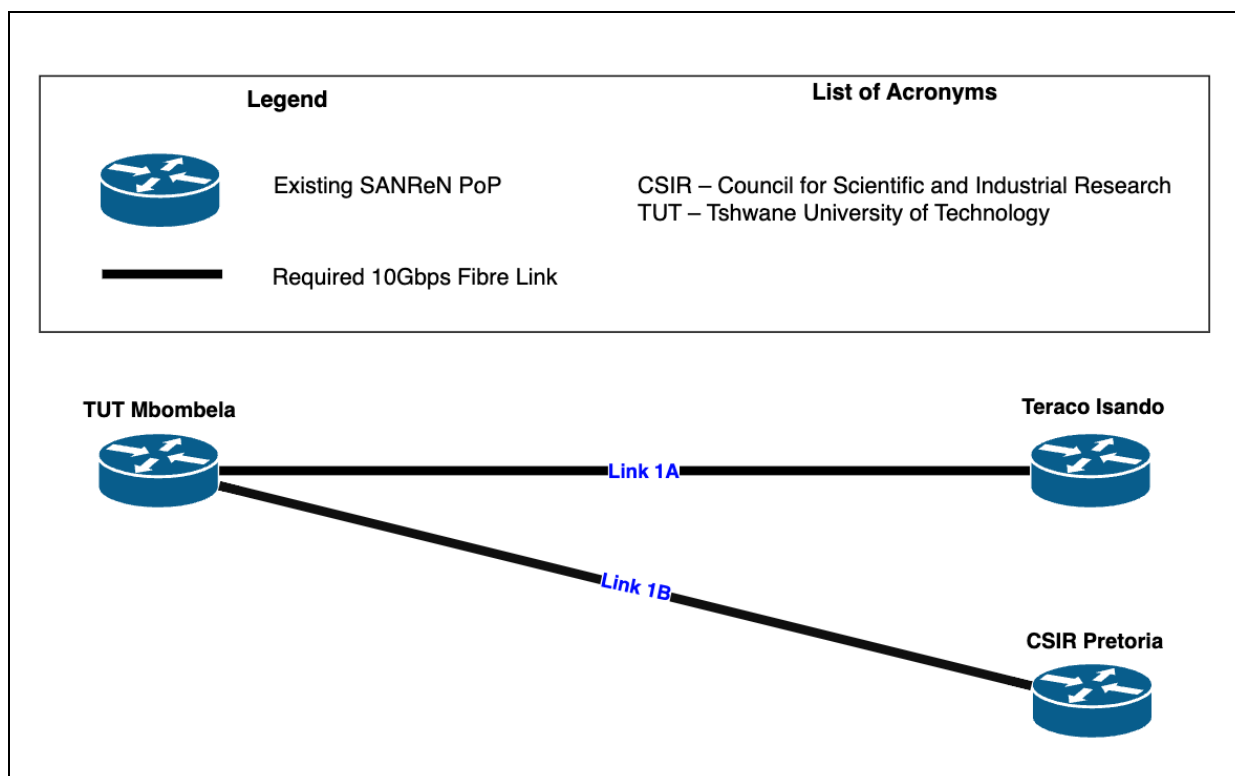 Legend
List of Acronyms
Existing SANReN PoP
CSIR – Council for Scientific and Industrial Research
TUT – Tshwane University of Technology
Required 10Gbps Fibre Link
TUT Mbombela
Teraco Isando
Link 1A
Link 1B
CSIR Pretoria